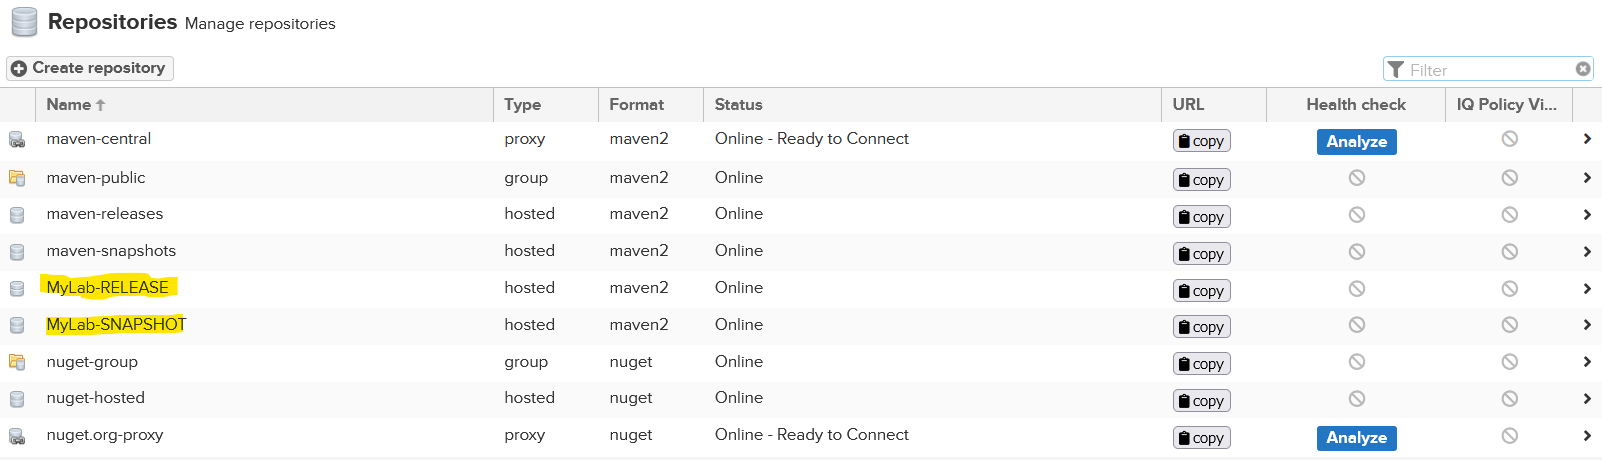 Repositories Manage repositories
Create repository
Filter
Name Type Format Status URL Health check IQ Policy Vi...
maven-central proxy maven2 Online - Ready to Connect copy Analyze
maven-public group maven2 Online copy
maven-releases hosted maven2 Online copy
maven-snapshots hosted maven2 Online copy
MyLab-RELEASE hosted maven2 Online copy
MyLab-SNAPSHOT hosted maven2 Online copy
nuget-group group nuget Online copy
nuget-hosted hosted nuget Online copy
nuget.org-proxy proxy nuget Online - Ready to Connect copy Analyze